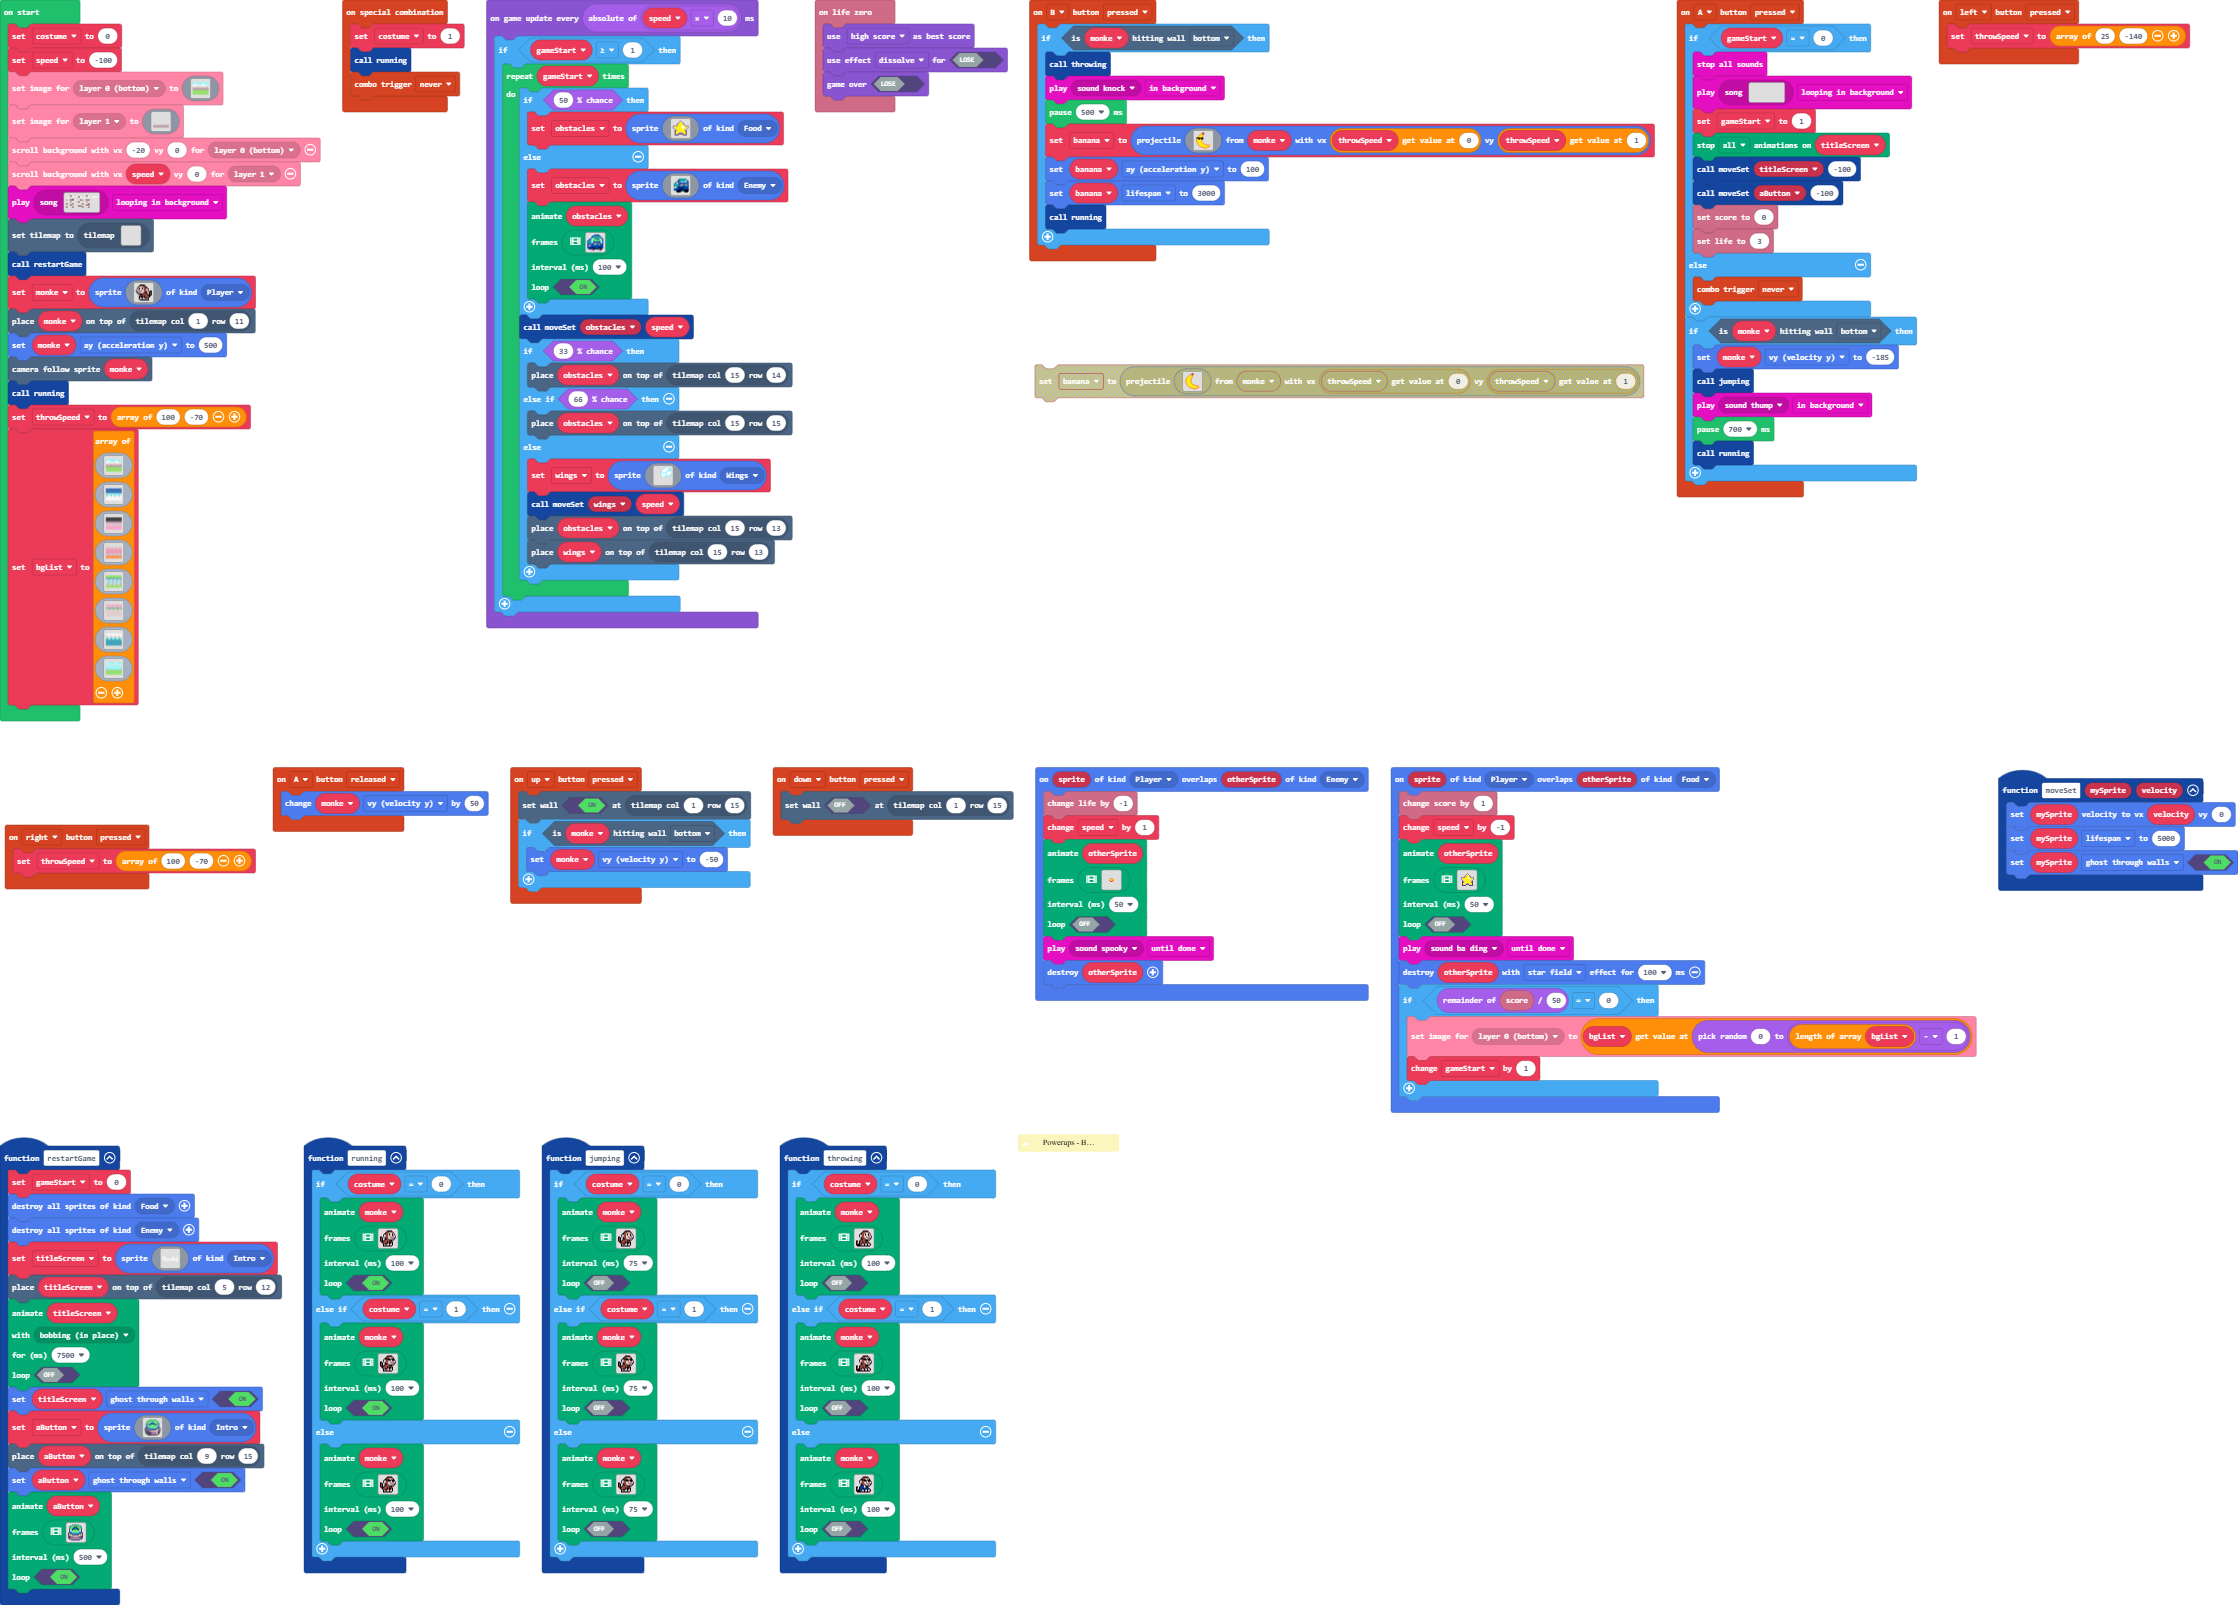 on start
set costume to 0
set speed to -100
set image for layer 0 (bottom) to
set image for layer 1 to
scroll background with vx -20 vy 0 for layer 0 (bottom)
scroll background with vx speed vy 0 for layer 1
play song looping in background
set tilemap to tilemap
call restartGame
set monke to sprite of kind Player
place monke on top of tilemap col 1 row 11
set monke ay (acceleration y) to 500
camera follow sprite monke
call running
set throwSpeed to array of 100 -70
array of
set bgList to
on special combination
set costume to 1
call running
combo trigger never
on game update every absolute of speed × 10 ms
if gameStart ≥ 1 then
repeat gameStart times
do
if 50 % chance then
set obstacles to sprite of kind Food
else
set obstacles to sprite of kind Enemy
animate obstacles
frames
interval (ms) 100
loop ON
call moveSet obstacles speed
if 33 % chance then
place obstacles on top of tilemap col 15 row 14
else if 66 % chance then
place obstacles on top of tilemap col 15 row 15
else
set wings to sprite of kind Wings
call moveSet wings speed
place obstacles on top of tilemap col 15 row 13
place wings on top of tilemap col 15 row 13
on life zero
use high score as best score
use effect dissolve for LOSE
game over LOSE
on B button pressed
if is monke hitting wall bottom then
call throwing
play sound knock in background
pause 500 ms
set banana to projectile from monke with vx throwSpeed get value at 0 vy throwSpeed get value at 1
set banana ay (acceleration y) to 100
set banana lifespan to 3000
call running
set banana to projectile from monke with vx throwSpeed get value at 0 vy throwSpeed get value at 1
on A button pressed
if gameStart = 0 then
stop all sounds
play song looping in background
set gameStart to 1
stop all animations on titleScreen
call moveSet titleScreen -100
call moveSet aButton -100
set score to 0
set life to 3
else
combo trigger never
if is monke hitting wall bottom then
set monke vy (velocity y) to -185
call jumping
play sound thump in background
pause 700 ms
call running
on left button pressed
set throwSpeed to array of 25 -140
on right button pressed
set throwSpeed to array of 100 -70
on A button released
change monke vy (velocity y) by 50
on up button pressed
set wall ON at tilemap col 1 row 15
if is monke hitting wall bottom then
set monke vy (velocity y) to -50
on down button pressed
set wall OFF at tilemap col 1 row 15
on sprite of kind Player overlaps otherSprite of kind Enemy
change life by -1
change speed by 1
animate otherSprite
frames
interval (ms) 50
loop OFF
play sound spooky until done
destroy otherSprite
on sprite of kind Player overlaps otherSprite of kind Food
change score by 1
change speed by -1
animate otherSprite
frames
interval (ms) 50
loop OFF
play sound ba ding until done
destroy otherSprite with star field effect for 100 ms
if remainder of score / 50 = 0 then
set image for layer 0 (bottom) to bgList get value at pick random 0 to length of array bgList - 1
change gameStart by 1
function moveSet mySprite velocity
set mySprite velocity to vx velocity vy 0
set mySprite lifespan to 5000
set mySprite ghost through walls ON
function restartGame
set gameStart to 0
destroy all sprites of kind Food
destroy all sprites of kind Enemy
set titleScreen to sprite of kind Intro
place titleScreen on top of tilemap col 5 row 12
animate titleScreen
with bobbing (in place)
for (ms) 7500
loop OFF
set titleScreen ghost through walls ON
set aButton to sprite of kind Intro
place aButton on top of tilemap col 9 row 15
set aButton ghost through walls ON
animate aButton
frames
interval (ms) 500
loop ON
function running
if costume = 0 then
animate monke
frames
interval (ms) 100
loop ON
else if costume = 1 then
animate monke
frames
interval (ms) 100
loop ON
else
animate monke
frames
interval (ms) 100
loop ON
function jumping
if costume = 0 then
animate monke
frames
interval (ms) 75
loop OFF
else if costume = 1 then
animate monke
frames
interval (ms) 75
loop OFF
else
animate monke
frames
interval (ms) 75
loop OFF
function throwing
if costume = 0 then
animate monke
frames
interval (ms) 100
loop OFF
else if costume = 1 then
animate monke
frames
interval (ms) 100
loop OFF
else
animate monke
frames
interval (ms) 100
loop OFF
Powerups - B...